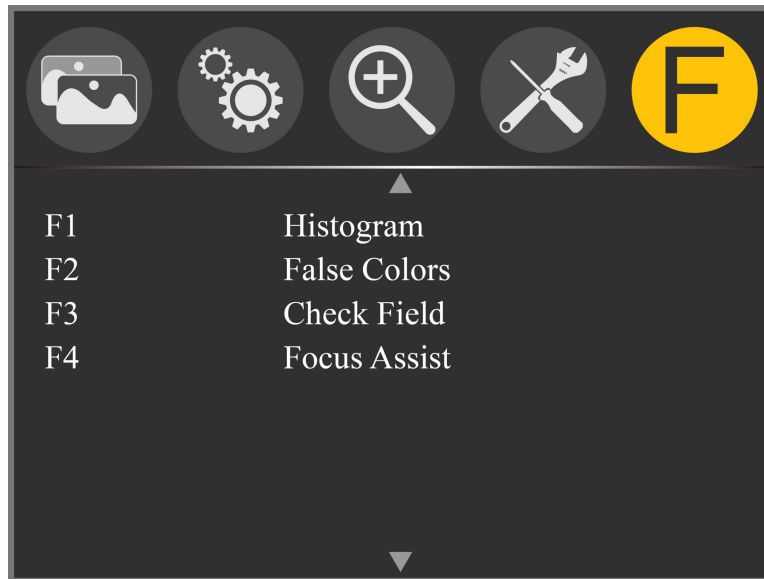 F
F1 Histogram
F2 False Colors
F3 Check Field
F4 Focus Assist